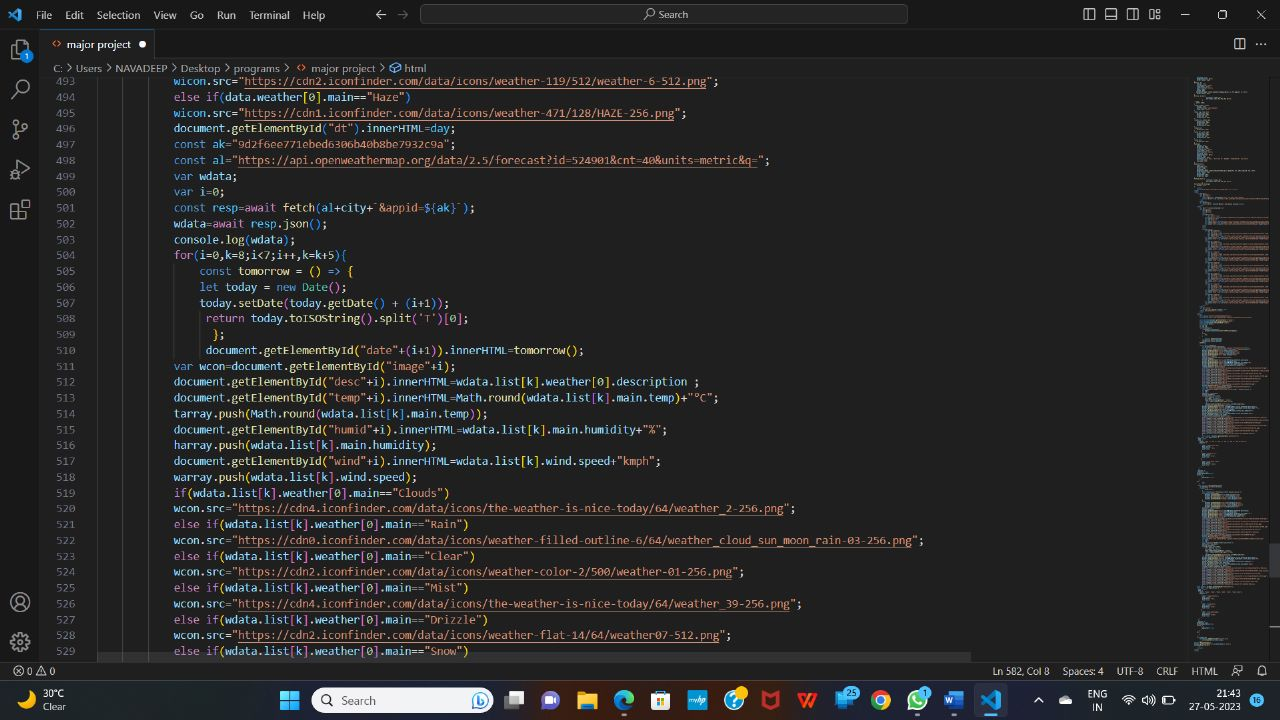 File Edit Selection View Go Run Terminal Help Search
major project
1
C: > Users > NAVADEEP > Desktop > programs > major project > html
493 wicon.src="https://cdn2.iconfinder.com/data/icons/weather-119/512/weather-6-512.png";
494 else if(data.weather[0].main=="Haze")
495 wicon.src="https://cdn1.iconfinder.com/data/icons/weather-471/128/HAZE-256.png";
496 document.getElementById("dt").innerHTML=day;
497 const ak="9d2f6ee771ebed6306b40b8be7932c9a";
498 const al="https://api.openweathermap.org/data/2.5/forecast?id=524901&cnt=40&units=metric&q=";
499 var wdata;
500 var i=0;
501 const resp=await fetch(al+city+`&appid=${ak}`);
502 wdata=await resp.json();
503 console.log(wdata);
504 for(i=0,k=8;i<7;i++,k=k+5){
505 const tomorrow = () => {
506 let today = new Date();
507 today.setDate(today.getDate() + (i+1));
508 return today.toISOString().split('T')[0];
509 };
510 document.getElementById("date"+(i+1)).innerHTML=tomorrow();
511 var wcon=document.getElementById("image"+i);
512 document.getElementById("desc"+i).innerHTML=wdata.list[k].weather[0].description ;
513 document.getElementById("temp"+i).innerHTML=Math.round(wdata.list[k].main.temp)+"℃";
514 tarray.push(Math.round(wdata.list[k].main.temp));
515 document.getElementById("humid"+i).innerHTML=wdata.list[k].main.humidity+"%";
516 harray.push(wdata.list[k].main.humidity);
517 document.getElementById("wind"+i).innerHTML=wdata.list[k].wind.speed+"kmph";
518 warray.push(wdata.list[k].wind.speed);
519 if(wdata.list[k].weather[0].main=="Clouds")
520 wcon.src="https://cdn4.iconfinder.com/data/icons/the-weather-is-nice-today/64/weather_2-256.png";
521 else if(wdata.list[k].weather[0].main=="Rain")
522 wcon.src="https://cdn0.iconfinder.com/data/icons/weather-filled-outline-6/64/weather_cloud_sun_moon_rain-03-256.png";
523 else if(wdata.list[k].weather[0].main=="Clear")
524 wcon.src="https://cdn2.iconfinder.com/data/icons/weather-color-2/500/weather-01-256.png";
525 else if(wdata.list[k].weather[0].main=="Mist")
526 wcon.src="https://cdn4.iconfinder.com/data/icons/the-weather-is-nice-today/64/weather_39-256.png";
527 else if(wdata.list[k].weather[0].main=="Drizzle")
528 wcon.src="https://cdn2.iconfinder.com/data/icons/weather-flat-14/64/weather07-256.png";
529 else if(wdata.list[k].weather[0].main=="Snow")
0 0 Ln 582, Col 8 Spaces: 4 UTF-8 CRLF HTML
30°C
Clear
Search
25
ENG
IN
21:43
27-05-2023
16